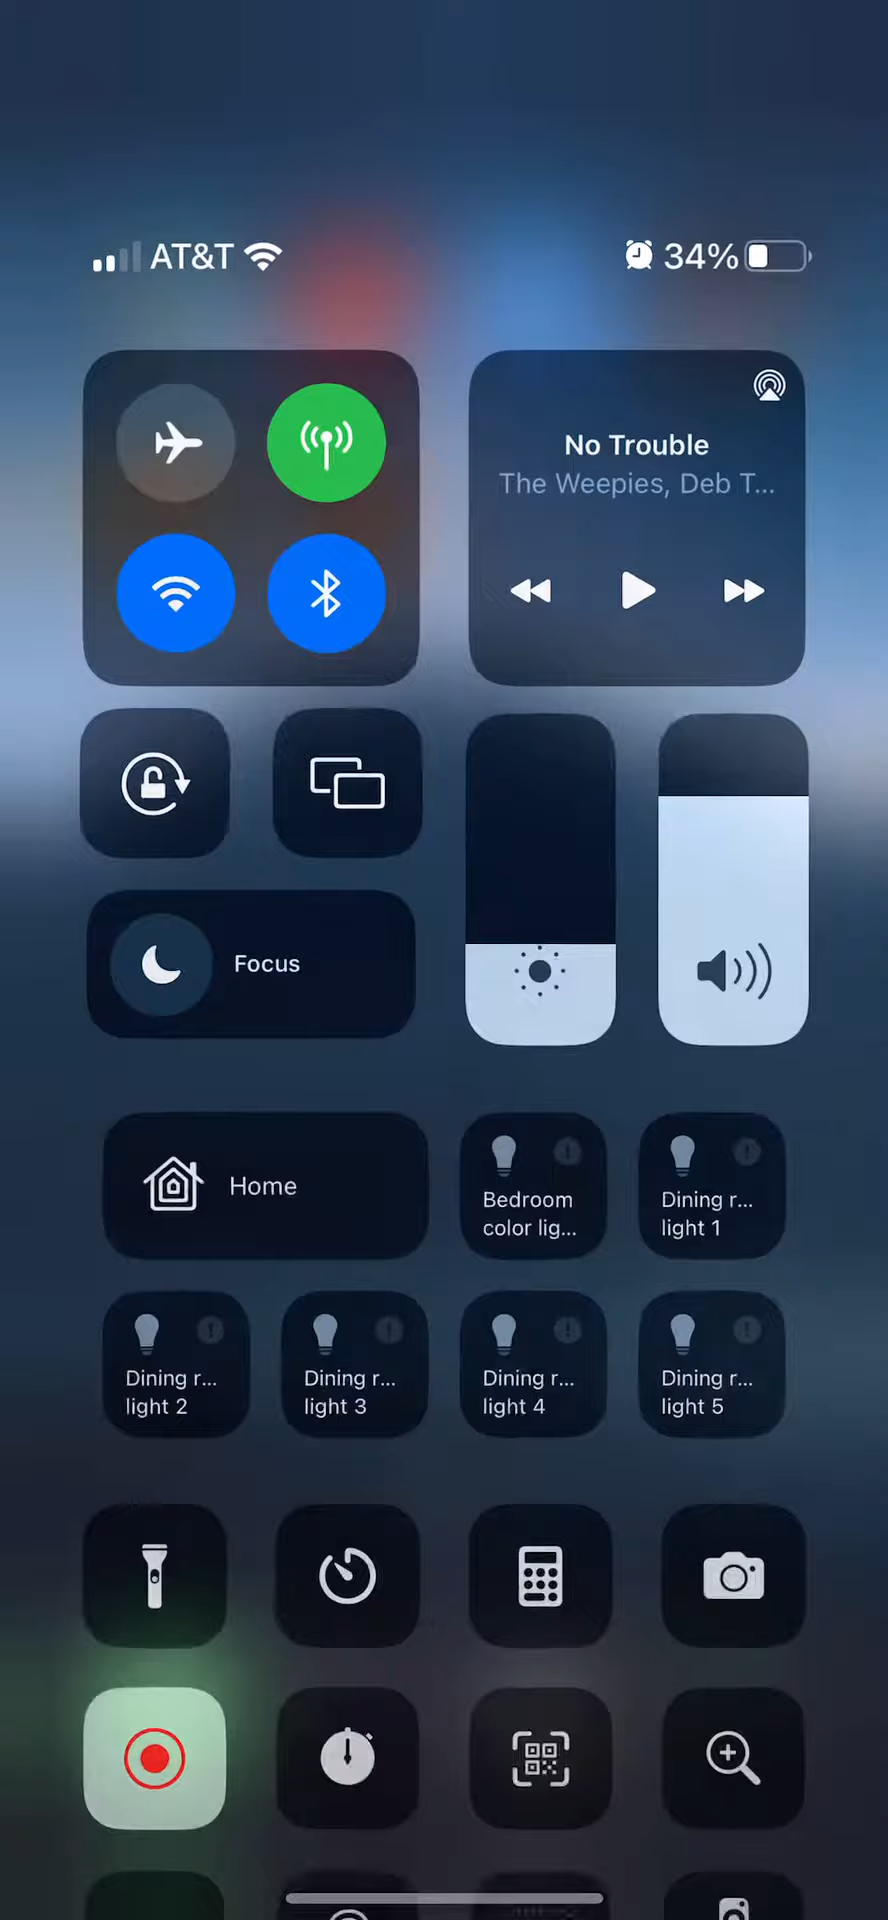 AT&T
34%
No Trouble
The Weepies, Deb T...
Focus
Home
Bedroom
color lig...
Dining r...
light 1
Dining r...
light 2
Dining r...
light 3
Dining r...
light 4
Dining r...
light 5